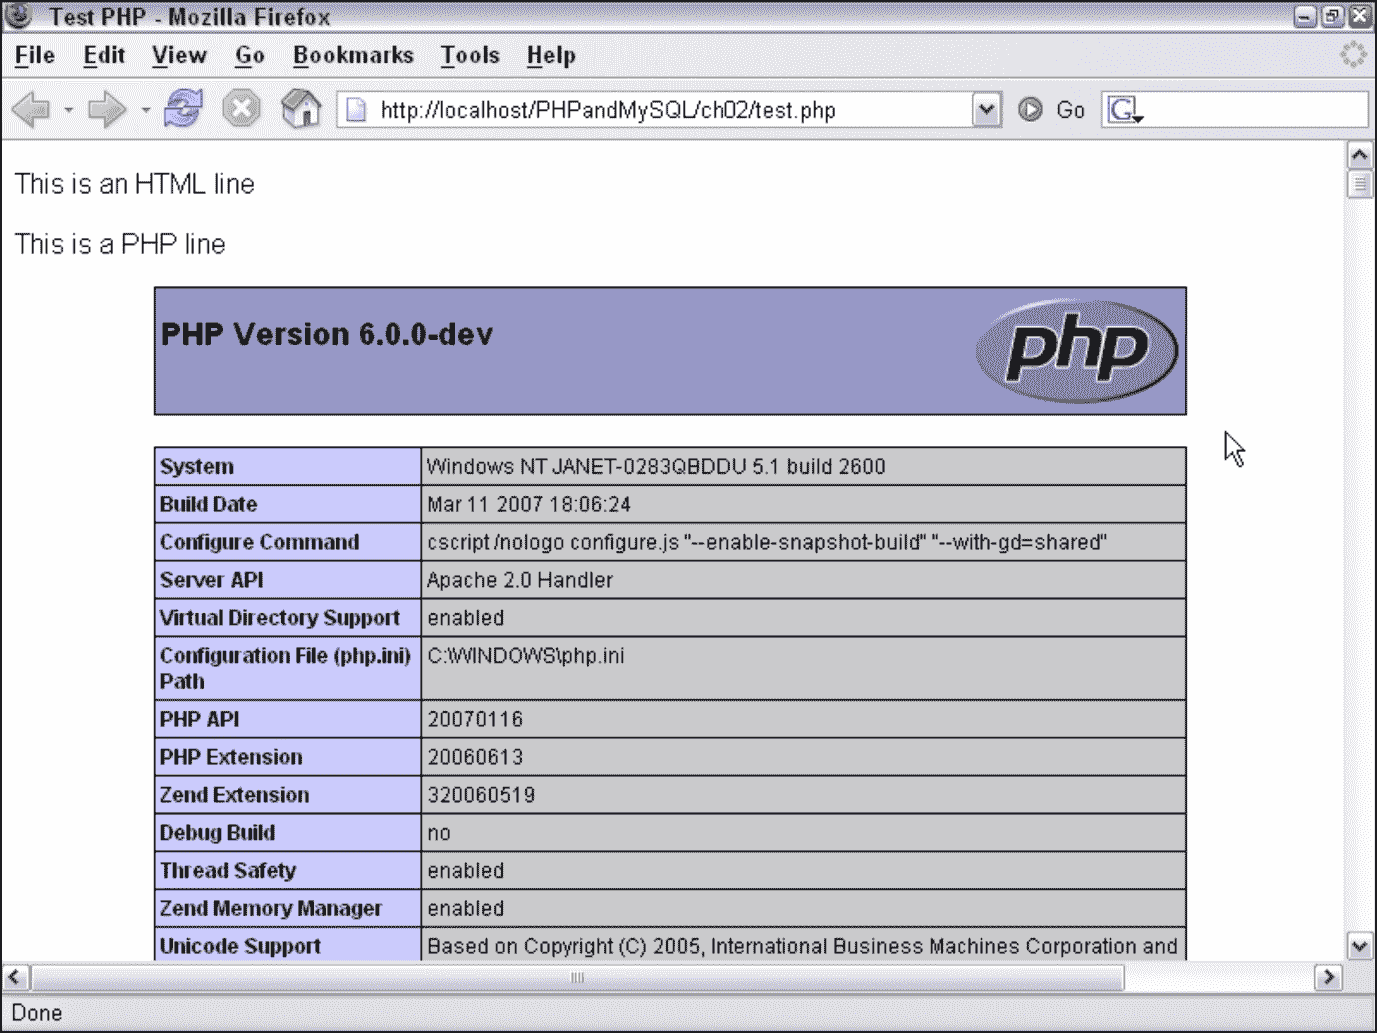 Test PHP - Mozilla Firefox
File Edit View Go Bookmarks Tools Help
http://localhost/PHPandMySQL/ch02/test.php Go G
This is an HTML line
This is a PHP line
PHP Version 6.0.0-dev php
System Windows NT JANET-0283QBDDU 5.1 build 2600
Build Date Mar 11 2007 18:06:24
Configure Command cscript /nologo configure.js "--enable-snapshot-build" "--with-gd=shared"
Server API Apache 2.0 Handler
Virtual Directory Support enabled
Configuration File (php.ini) C:\WINDOWS\php.ini
Path
PHP API 20070116
PHP Extension 20060613
Zend Extension 320060519
Debug Build no
Thread Safety enabled
Zend Memory Manager enabled
Unicode Support Based on Copyright (C) 2005, International Business Machines Corporation and
Done